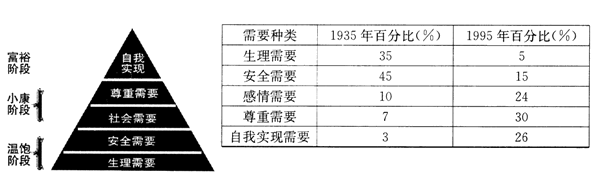 富裕
阶段
小康
阶段
温饱
阶段
自我
实现
尊重需要
社会需要
安全需要
生理需要
需要种类 1935年百分比(%) 1995年百分比(%)
生理需要 35 5
安全需要 45 15
感情需要 10 24
尊重需要 7 30
自我实现需要 3 26